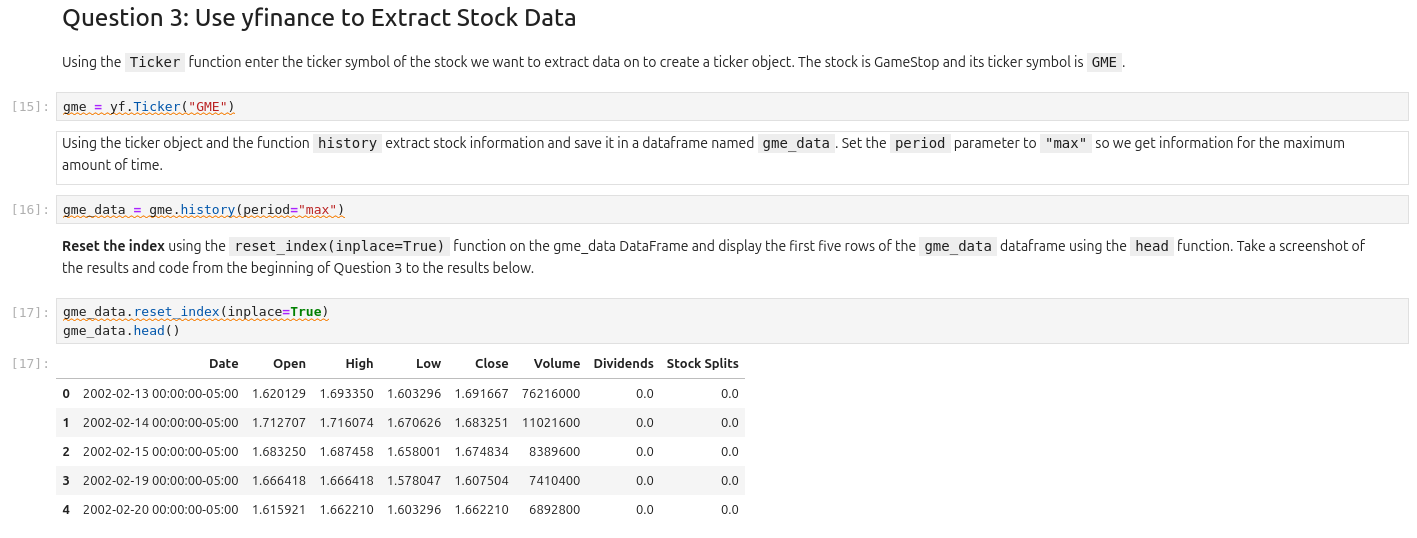 Question 3: Use yfinance to Extract Stock Data
Using the Ticker function enter the ticker symbol of the stock we want to extract data on to create a ticker object. The stock is GameStop and its ticker symbol is GME .
[15]: gme = yf.Ticker("GME")
Using the ticker object and the function history extract stock information and save it in a dataframe named gme_data . Set the period parameter to "max" so we get information for the maximum
amount of time.
[16]: gme_data = gme.history(period="max")
Reset the index using the reset_index(inplace=True) function on the gme_data DataFrame and display the first five rows of the gme_data dataframe using the head function. Take a screenshot of
the results and code from the beginning of Question 3 to the results below.
[17]: gme_data.reset_index(inplace=True)
gme_data.head()
[17]: Date Open High Low Close Volume Dividends Stock Splits
0 2002-02-13 00:00:00-05:00 1.620129 1.693350 1.603296 1.691667 76216000 0.0 0.0
1 2002-02-14 00:00:00-05:00 1.712707 1.716074 1.670626 1.683251 11021600 0.0 0.0
2 2002-02-15 00:00:00-05:00 1.683250 1.687458 1.658001 1.674834 8389600 0.0 0.0
3 2002-02-19 00:00:00-05:00 1.666418 1.666418 1.578047 1.607504 7410400 0.0 0.0
4 2002-02-20 00:00:00-05:00 1.615921 1.662210 1.603296 1.662210 6892800 0.0 0.0